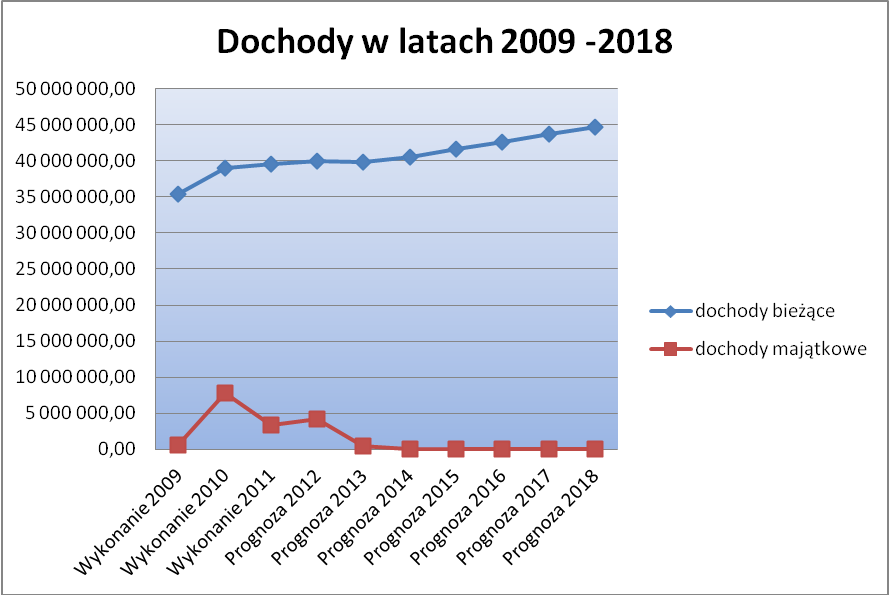 Dochody w latach 2009 -2018
50 000 000,00
45 000 000,00
40 000 000,00
35 000 000,00
30 000 000,00
25 000 000,00
20 000 000,00
15 000 000,00
10 000 000,00
5 000 000,00
0,00
Wykonanie 2009
Wykonanie 2010
Wykonanie 2011
Prognoza 2012
Prognoza 2013
Prognoza 2014
Prognoza 2015
Prognoza 2016
Prognoza 2017
Prognoza 2018
dochody bieżące
dochody majątkowe